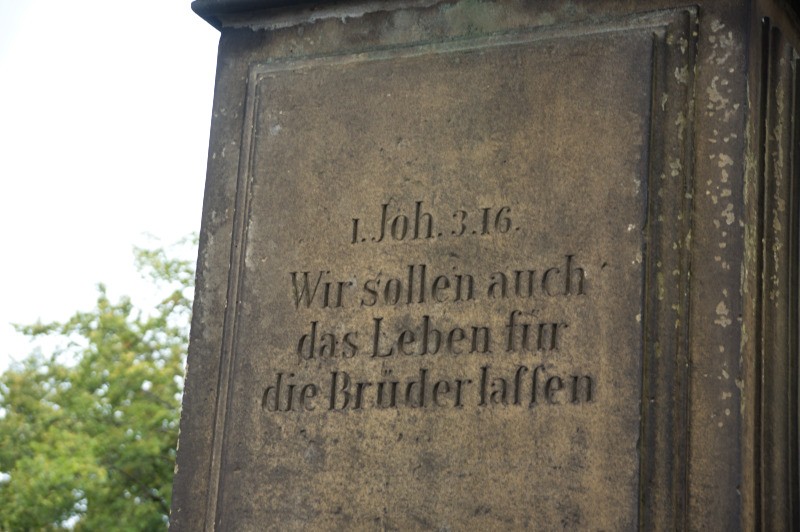 1. Joh. 3.16.
Wir sollen auch
das Leben für
die Brüder laſſen